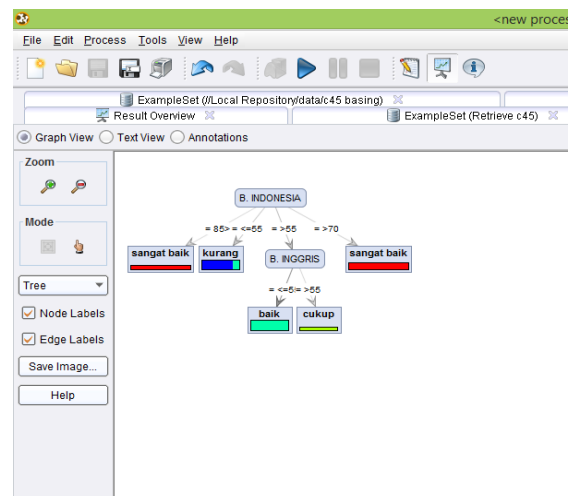 <new proces
File Edit Process Tools View Help
ExampleSet (//Local Repository/data/c45 basing)
Result Overview
ExampleSet (Retrieve c45)
Graph View
Text View
Annotations
Zoom
Mode
Tree
Node Labels
Edge Labels
Save Image...
Help
B. INDONESIA
= 85> = <=55 = >55 = >70
sangat baik
kurang
B. INGGRIS
sangat baik
= <=5 = >55
baik
cukup